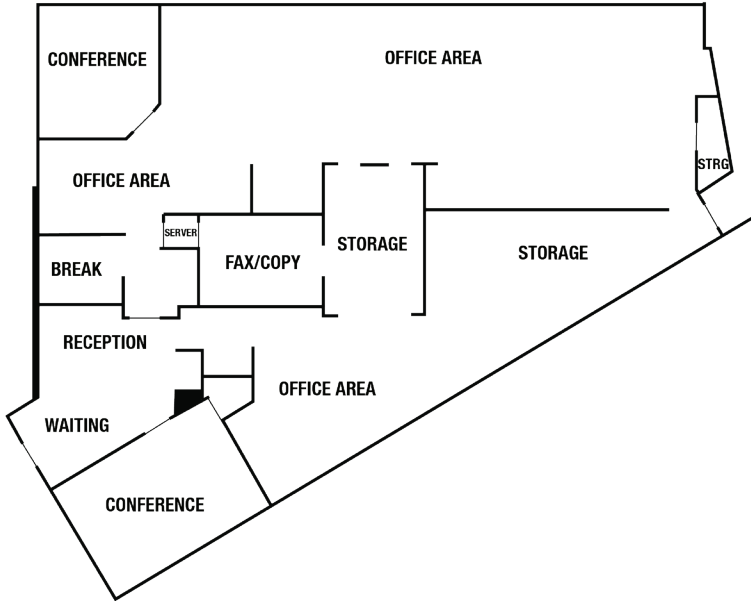 CONFERENCE
OFFICE AREA
STRG
OFFICE AREA
SERVER
STORAGE
STORAGE
FAX/COPY
BREAK
RECEPTION
OFFICE AREA
WAITING
CONFERENCE